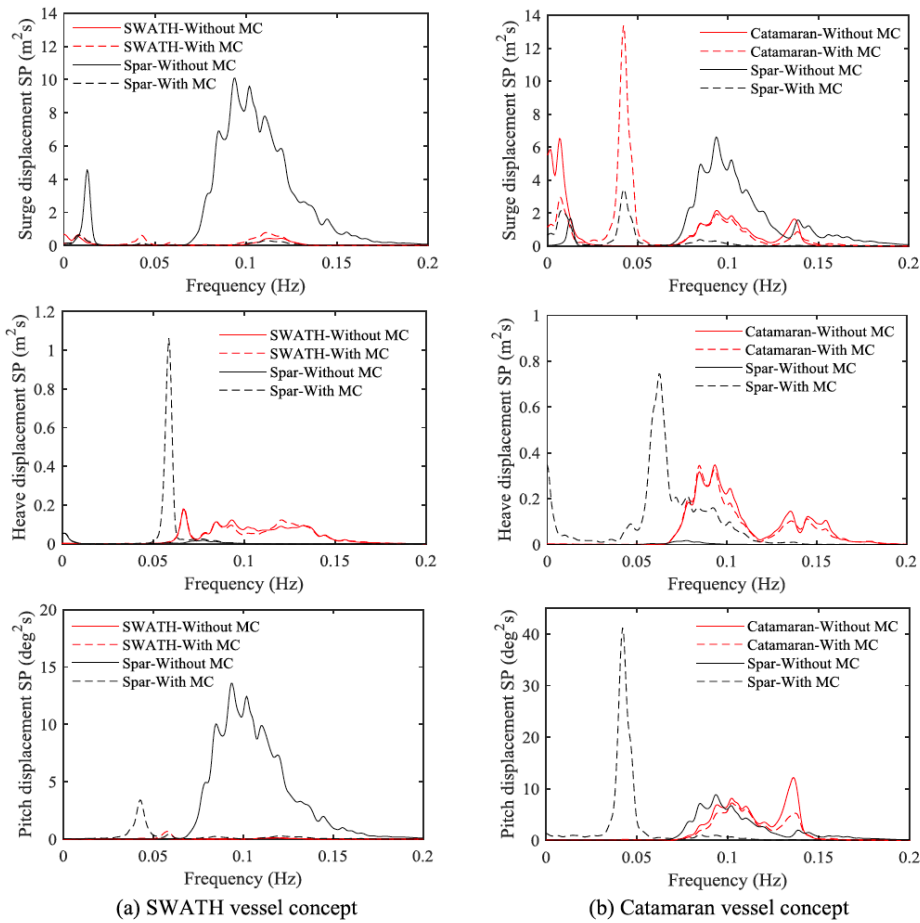 14
12
10
8
6
4
2
0
Surge displacement SP (m²s)
SWATH-Without MC
SWATH-With MC
Spar-Without MC
Spar-With MC
0 0.05 0.1 0.15 0.2
Frequency (Hz)
14
12
10
8
6
4
2
0
Surge displacement SP (m²s)
Catamaran-Without MC
Catamaran-With MC
Spar-Without MC
Spar-With MC
0 0.05 0.1 0.15 0.2
Frequency (Hz)
1.2
1
0.8
0.6
0.4
0.2
0
Heave displacement SP (m²s)
SWATH-Without MC
SWATH-With MC
Spar-Without MC
Spar-With MC
0 0.05 0.1 0.15 0.2
Frequency (Hz)
1
0.8
0.6
0.4
0.2
0
Heave displacement SP (m²s)
Catamaran-Without MC
Catamaran-With MC
Spar-Without MC
Spar-With MC
0 0.05 0.1 0.15 0.2
Frequency (Hz)
20
15
10
5
0
Pitch displacement SP (deg²s)
SWATH-Without MC
SWATH-With MC
Spar-Without MC
Spar-With MC
0 0.05 0.1 0.15 0.2
Frequency (Hz)
40
30
20
10
0
Pitch displacement SP (deg²s)
Catamaran-Without MC
Catamaran-With MC
Spar-Without MC
Spar-With MC
0 0.05 0.1 0.15 0.2
Frequency (Hz)
(a) SWATH vessel concept
(b) Catamaran vessel concept